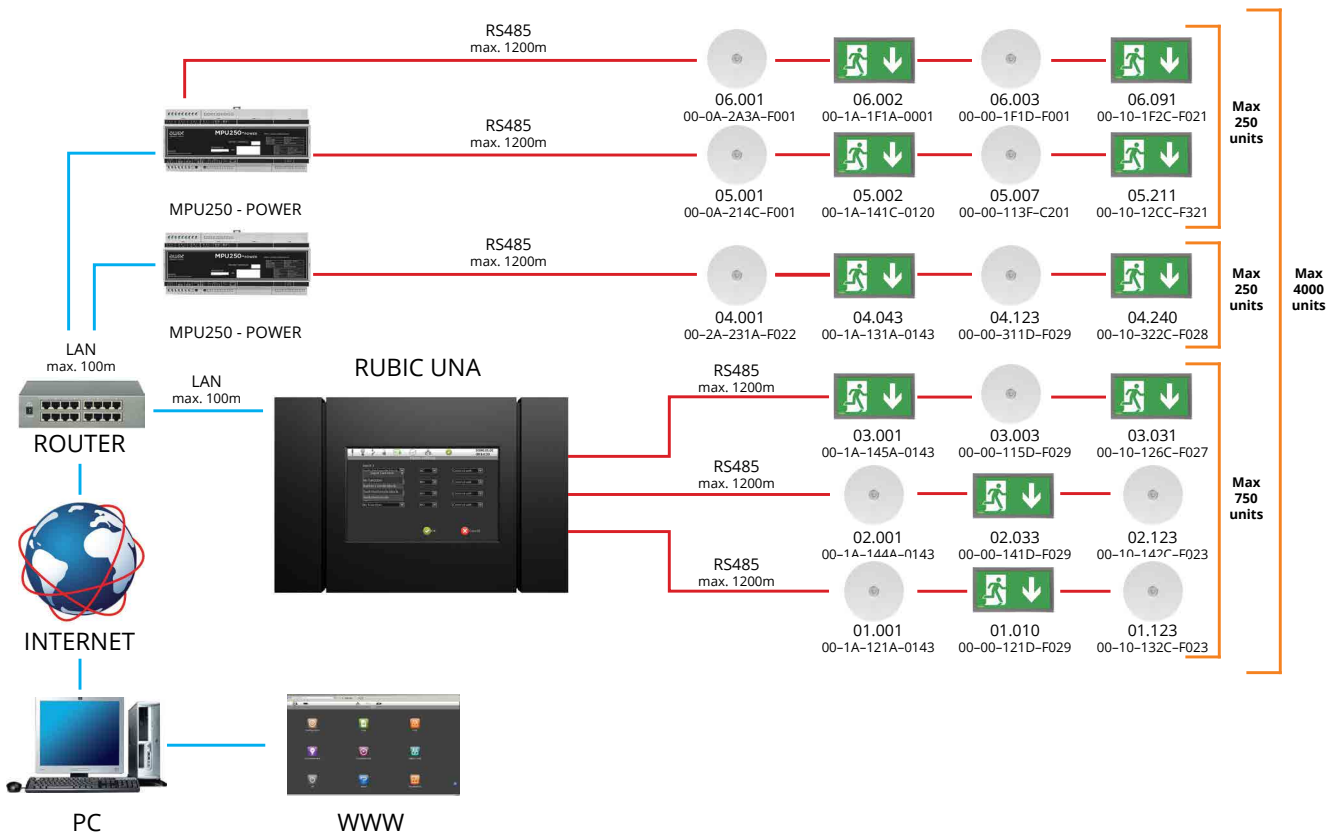 RS485
max. 1200m
06.001
00–0A–2A3A–F001
06.002
00–1A–1F1A–0001
06.003
00–00–1F1D–F001
06.091
00–10–1F2C–F021
Max
250
units
MPU250-POWER
RS485
max. 1200m
05.001
00–0A–214C–F001
05.002
00–1A–141C–0120
05.007
00–00–113F–C201
05.211
00–10–12CC–F321
MPU250 - POWER
MPU250-POWER
RS485
max. 1200m
04.001
00–2A–231A–F022
04.043
00–1A–131A–0143
04.123
00–00–311D–F029
04.240
00–10–322C–F028
Max
250
units
Max
4000
units
MPU250 - POWER
LAN
max. 100m
ROUTER
LAN
max. 100m
RUBIC UNA
RS485
max. 1200m
03.001
00–1A–145A–0143
03.003
00–00–115D–F029
03.031
00–10–126C–F027
RS485
max. 1200m
02.001
00–1A–144A–0143
02.033
00–00–141D–F029
02.123
00–10–142C–F023
Max
750
units
RS485
max. 1200m
01.001
00–1A–121A–0143
01.010
00–00–121D–F029
01.123
00–10–132C–F023
INTERNET
PC
WWW